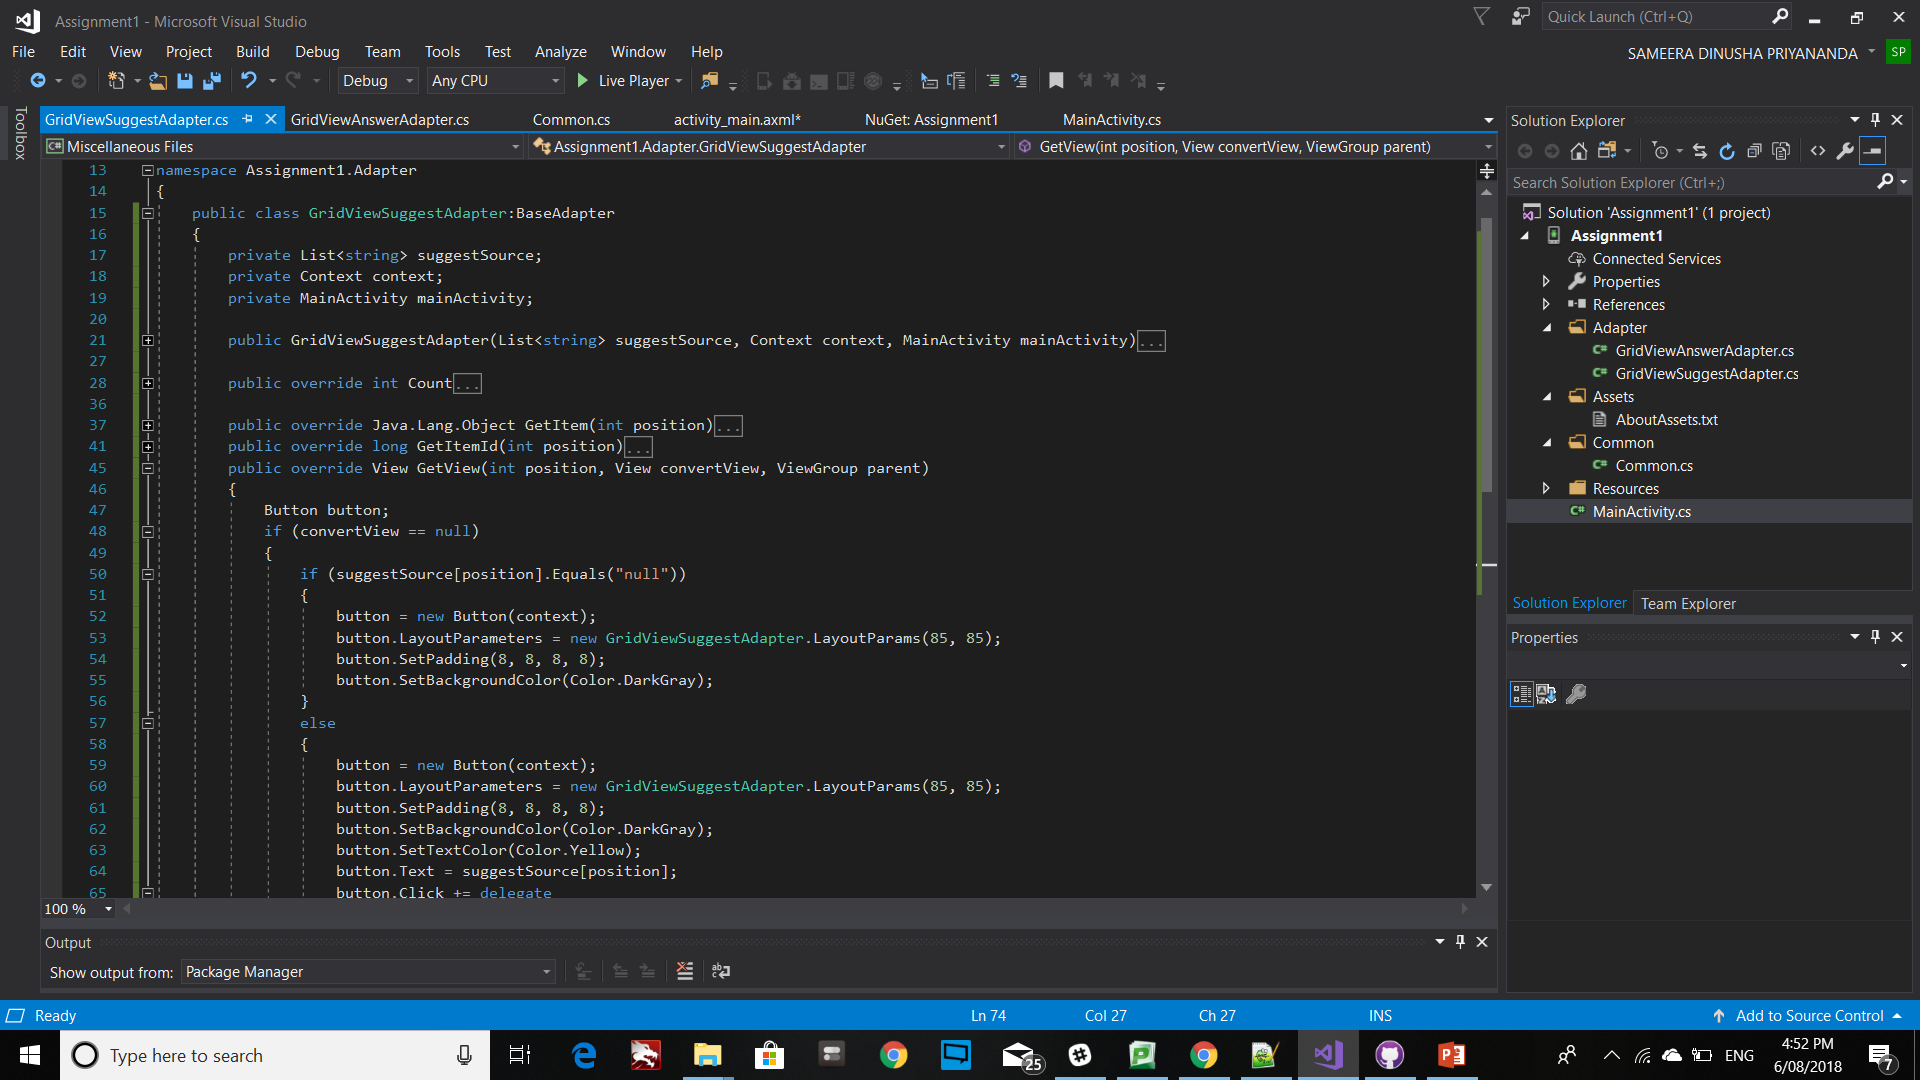 Assignment1 - Microsoft Visual Studio
Quick Launch (Ctrl+Q)
File Edit View Project Build Debug Team Tools Test Analyze Window Help
SAMEERA DINUSHA PRIYANANDA SP
Debug Any CPU Live Player
Toolbox
GridViewSuggestAdapter.cs GridViewAnswerAdapter.cs Common.cs activity_main.axml* NuGet: Assignment1 MainActivity.cs
C# Miscellaneous Files Assignment1.Adapter.GridViewSuggestAdapter GetView(int position, View convertView, ViewGroup parent)
13 namespace Assignment1.Adapter
14 {
15 public class GridViewSuggestAdapter:BaseAdapter
16 {
17 private List<string> suggestSource;
18 private Context context;
19 private MainActivity mainActivity;
20
21 public GridViewSuggestAdapter(List<string> suggestSource, Context context, MainActivity mainActivity)...
27
28 public override int Count...
36
37 public override Java.Lang.Object GetItem(int position)...
41 public override long GetItemId(int position)...
45 public override View GetView(int position, View convertView, ViewGroup parent)
46 {
47 Button button;
48 if (convertView == null)
49 {
50 if (suggestSource[position].Equals("null"))
51 {
52 button = new Button(context);
53 button.LayoutParameters = new GridViewSuggestAdapter.LayoutParams(85, 85);
54 button.SetPadding(8, 8, 8, 8);
55 button.SetBackgroundColor(Color.DarkGray);
56 }
57 else
58 {
59 button = new Button(context);
60 button.LayoutParameters = new GridViewSuggestAdapter.LayoutParams(85, 85);
61 button.SetPadding(8, 8, 8, 8);
62 button.SetBackgroundColor(Color.DarkGray);
63 button.SetTextColor(Color.Yellow);
64 button.Text = suggestSource[position];
65 button.Click += delegate
100 %
Output
Show output from: Package Manager
Solution Explorer
Search Solution Explorer (Ctrl+;)
Solution 'Assignment1' (1 project)
Assignment1
Connected Services
Properties
References
Adapter
C# GridViewAnswerAdapter.cs
C# GridViewSuggestAdapter.cs
Assets
AboutAssets.txt
Common
C# Common.cs
Resources
C# MainActivity.cs
Solution Explorer Team Explorer
Properties
Ready Ln 74 Col 27 Ch 27 INS Add to Source Control
Type here to search
25
ENG
4:52 PM
6/08/2018
7